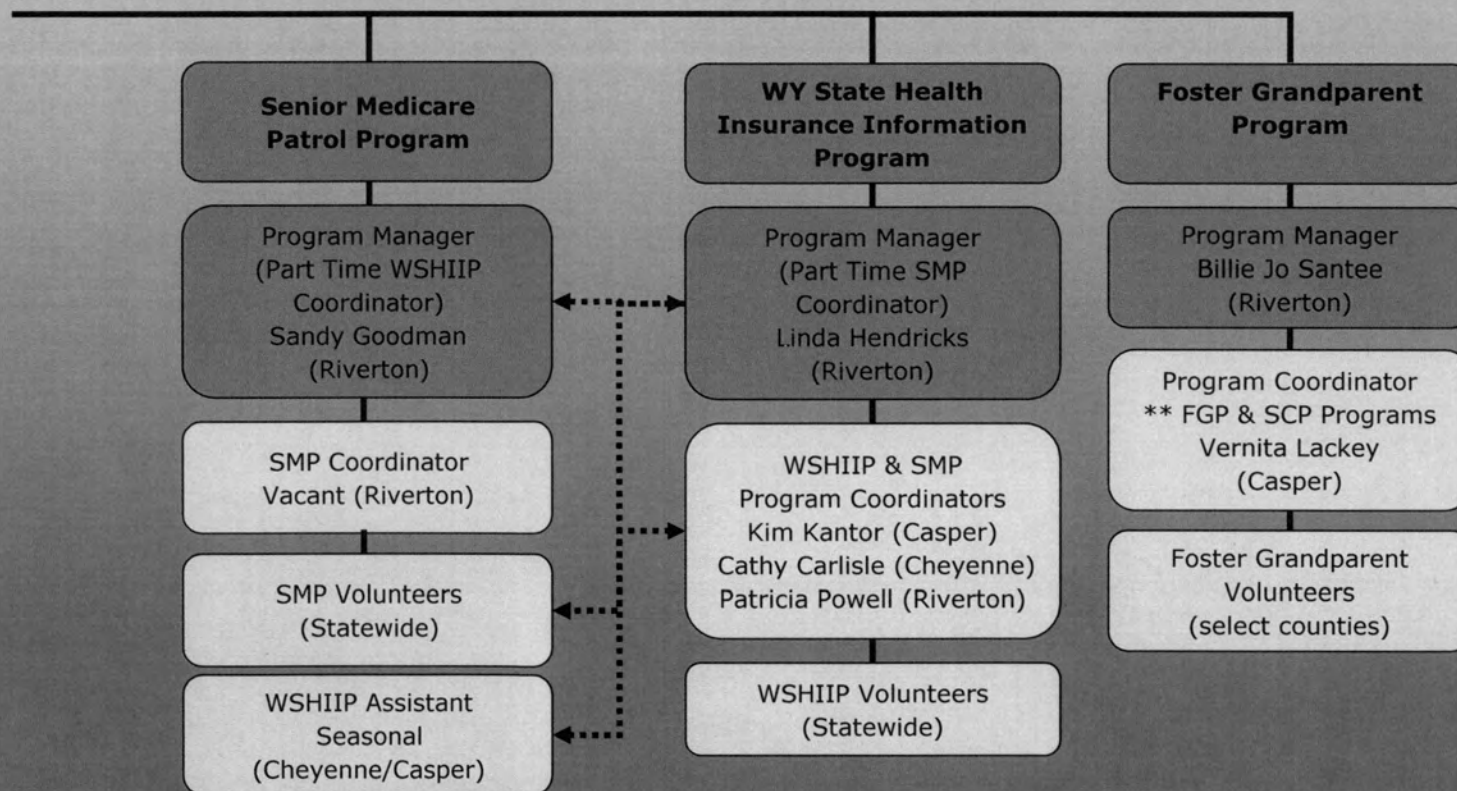 Senior Medicare
Patrol Program
Program Manager
(Part Time WSHIIP
Coordinator)
Sandy Goodman
(Riverton)
SMP Coordinator
Vacant (Riverton)
SMP Volunteers
(Statewide)
WSHIIP Assistant
Seasonal
(Cheyenne/Casper)
WY State Health
Insurance Information
Program
Program Manager
(Part Time SMP
Coordinator)
Linda Hendricks
(Riverton)
WSHIIP & SMP
Program Coordinators
Kim Kantor (Casper)
Cathy Carlisle (Cheyenne)
Patricia Powell (Riverton)
WSHIIP Volunteers
(Statewide)
Foster Grandparent
Program
Program Manager
Billie Jo Santee
(Riverton)
Program Coordinator
** FGP & SCP Programs
Vernita Lackey
(Casper)
Foster Grandparent
Volunteers
(select counties)